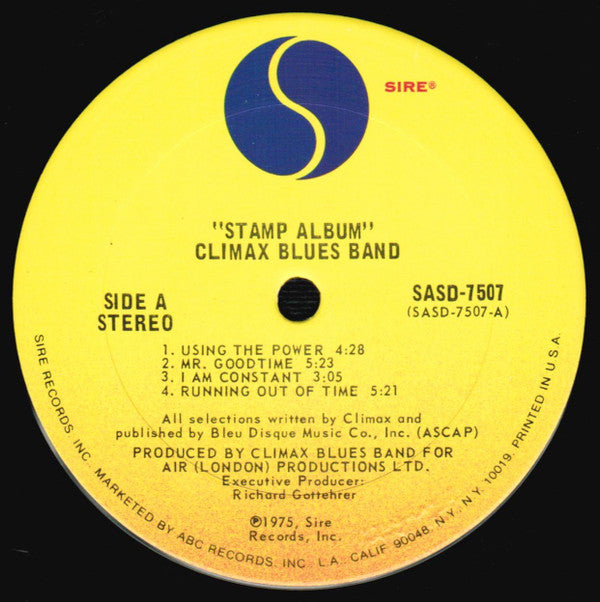 SIRE®
"STAMP ALBUM"
CLIMAX BLUES BAND
SIDE A
STEREO
SASD-7507
(SASD-7507-A)
1. USING THE POWER 4:28
2. MR. GOODTIME 5:23
3. I AM CONSTANT 3:05
4. RUNNING OUT OF TIME 5:21
All selections written by Climax and
published by Bleu Disque Music Co., Inc. (ASCAP)
PRODUCED BY CLIMAX BLUES BAND FOR
AIR (LONDON) PRODUCTIONS LTD.
Executive Producer:
Richard Gottehrer
℗1975, Sire
Records, Inc.
SIRE RECORDS, INC. MARKETED BY ABC RECORDS, INC. L.A., CALIF. 90048, N.Y., N.Y. 10019. PRINTED IN U.S.A.